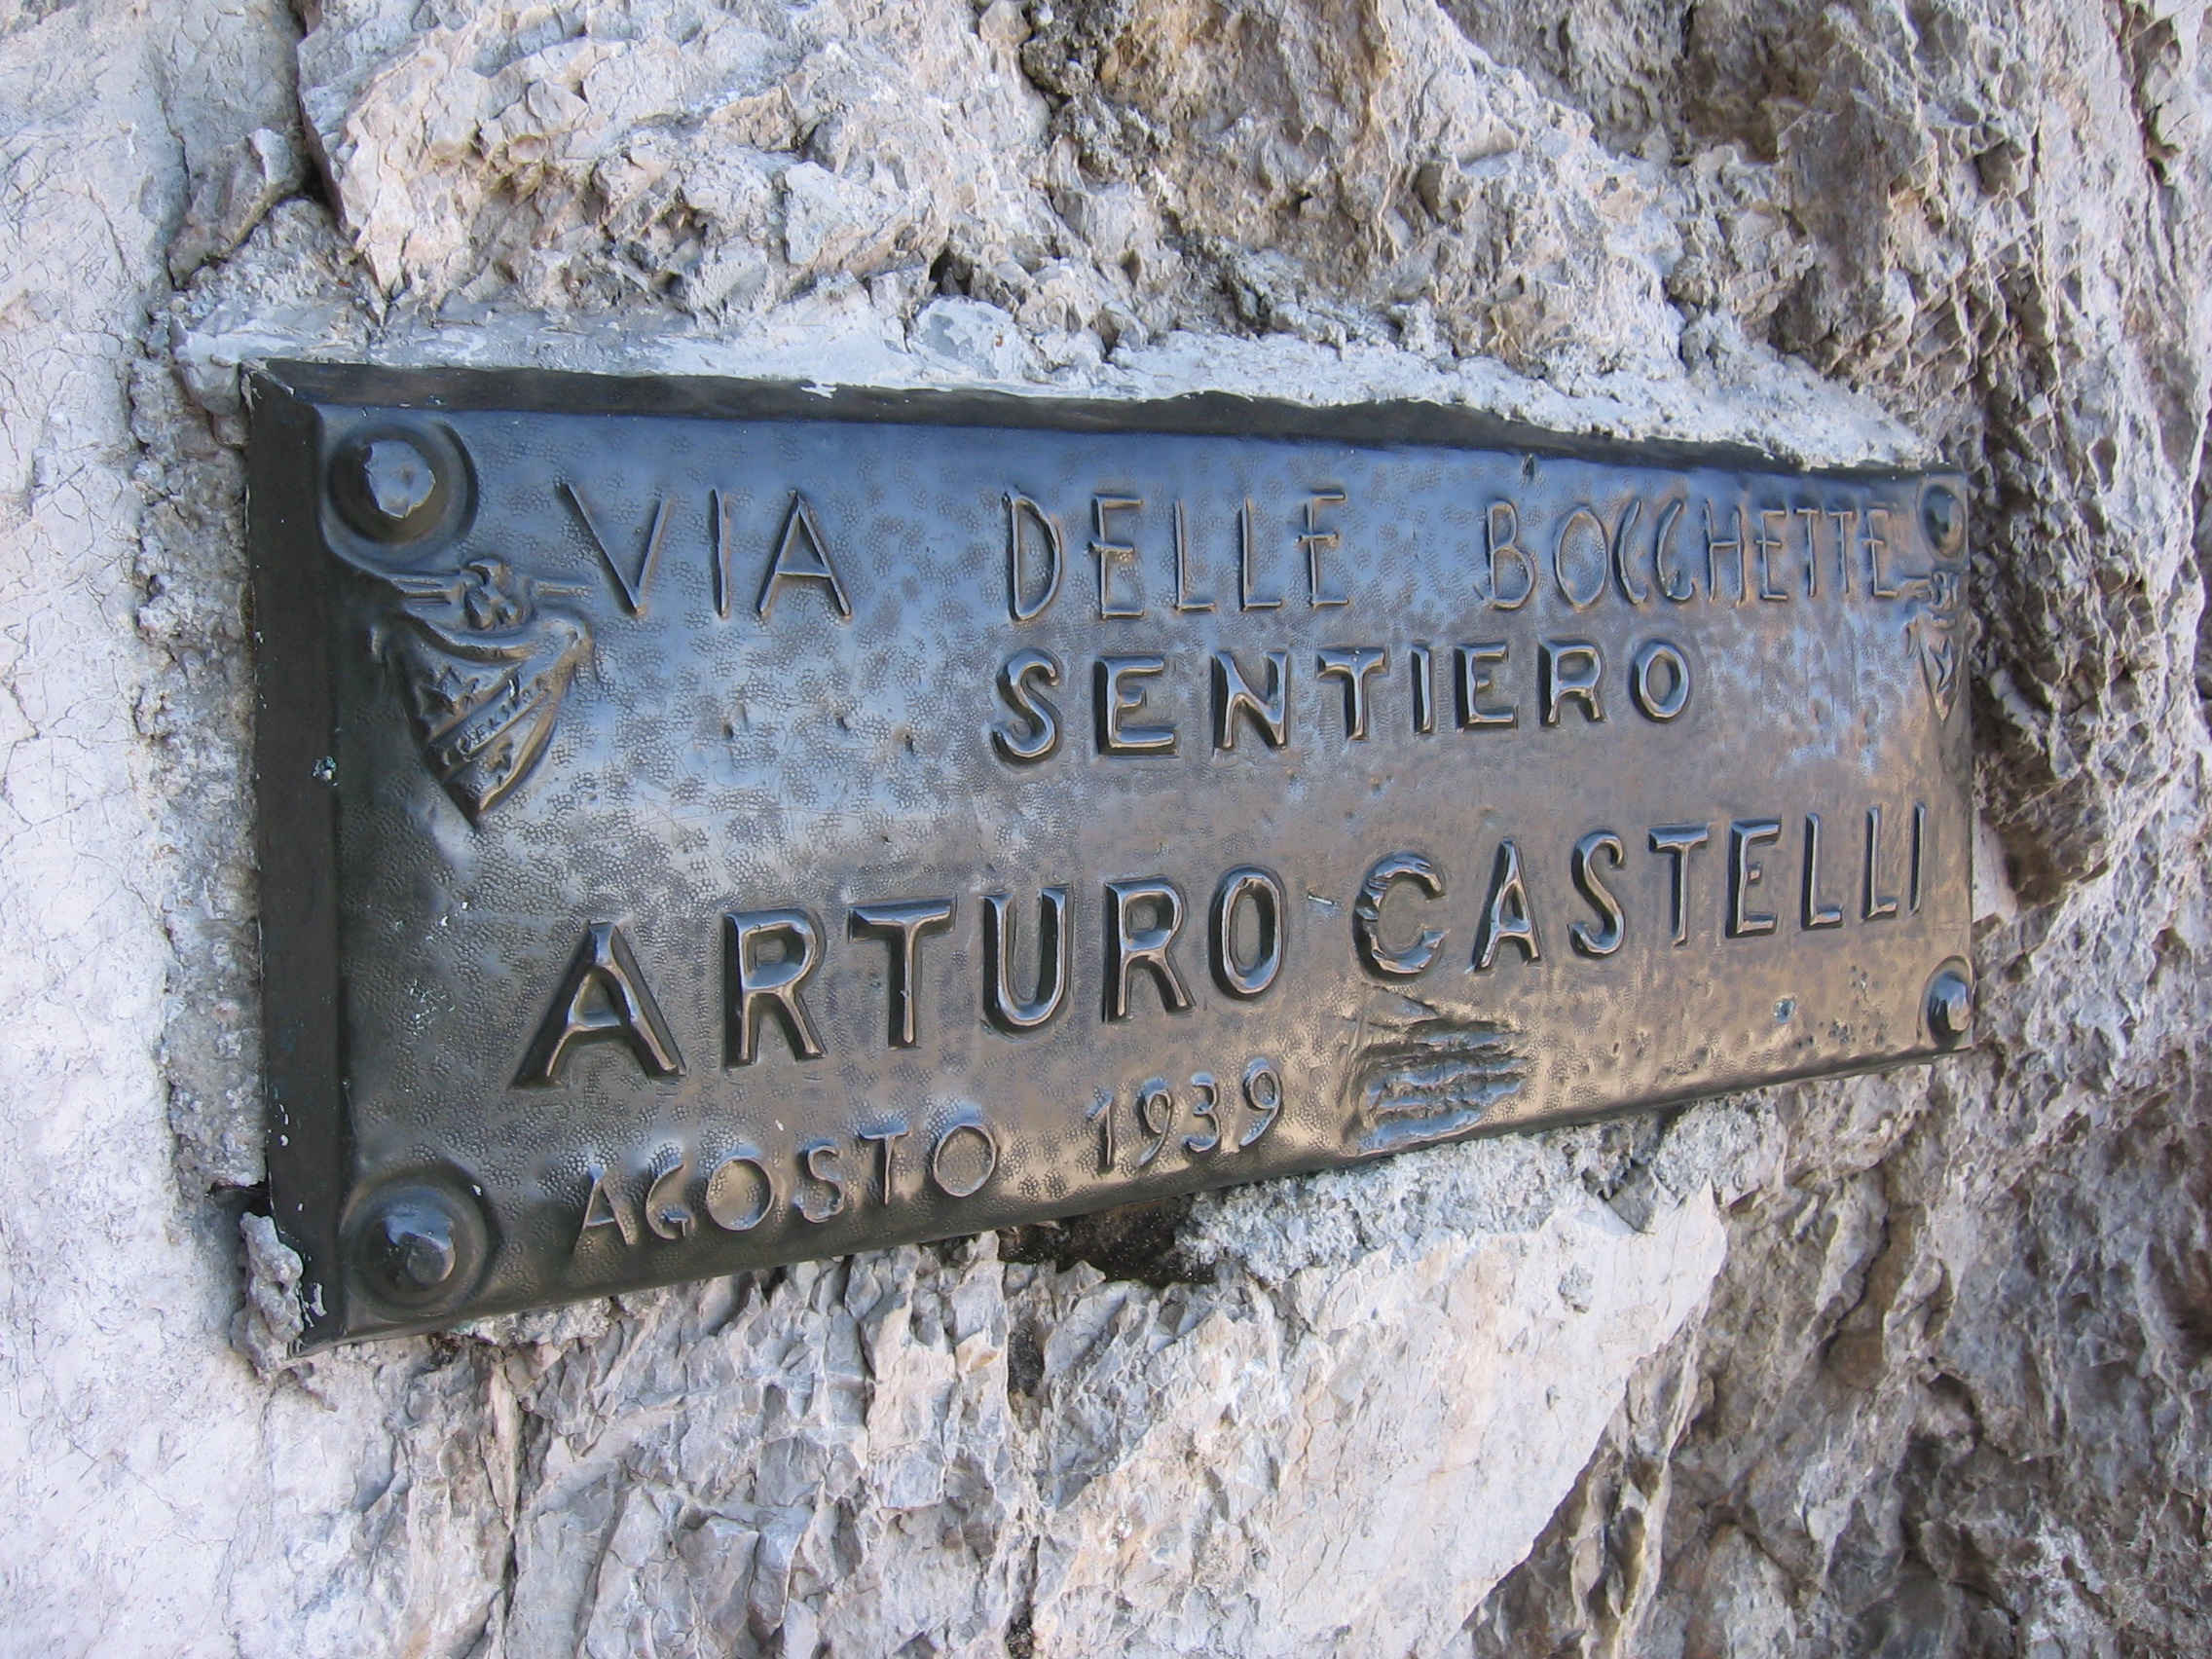 VIA DELLE BOCCHETTE
SENTIERO
ARTURO CASTELLI
AGOSTO 1939